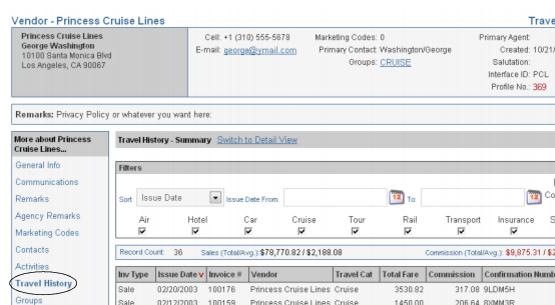 Vendor - Princess Cruise Lines
Princess Cruise Lines
George Washington
10100 Santa Monica Blvd
Los Angeles, CA 90067
Cell: +1 (310) 555-5678
E-mail: george@ymail.com
Marketing Codes: 0
Primary Contact: Washington/George
Groups: CRUISE
Primary Agent:
Created: 10/21/
Salutation:
Interface ID: PCL
Profile No.: 369
Remarks: Privacy Policy or whatever you want here:
More about Princess Cruise Lines...
General Info
Communications
Remarks
Agency Remarks
Marketing Codes
Contacts
Activities
Travel History
Groups
Travel History - Summary Switch to Detail View
Filters
Sort Issue Date Issue Date From 12 To: 12 Co
Air Hotel Car Cruise Tour Rail Transport Insurance S
Record Count: 36 Sales (Total/Avg.): $78,770.82 / $2,188.08 Commission (Total/Avg.): $9,875.31 / $2
Inv Type Issue Date v Invoice # Vendor Travel Cat Total Fare Commission Confirmation Numb
Sale 02/20/2003 100176 Princess Cruise Lines Cruise 3530.82 317.08 9LDM5H
Sale 02/12/2003 100159 Princess Cruise Lines Cruise 1450.00 206.64 8XMM3R